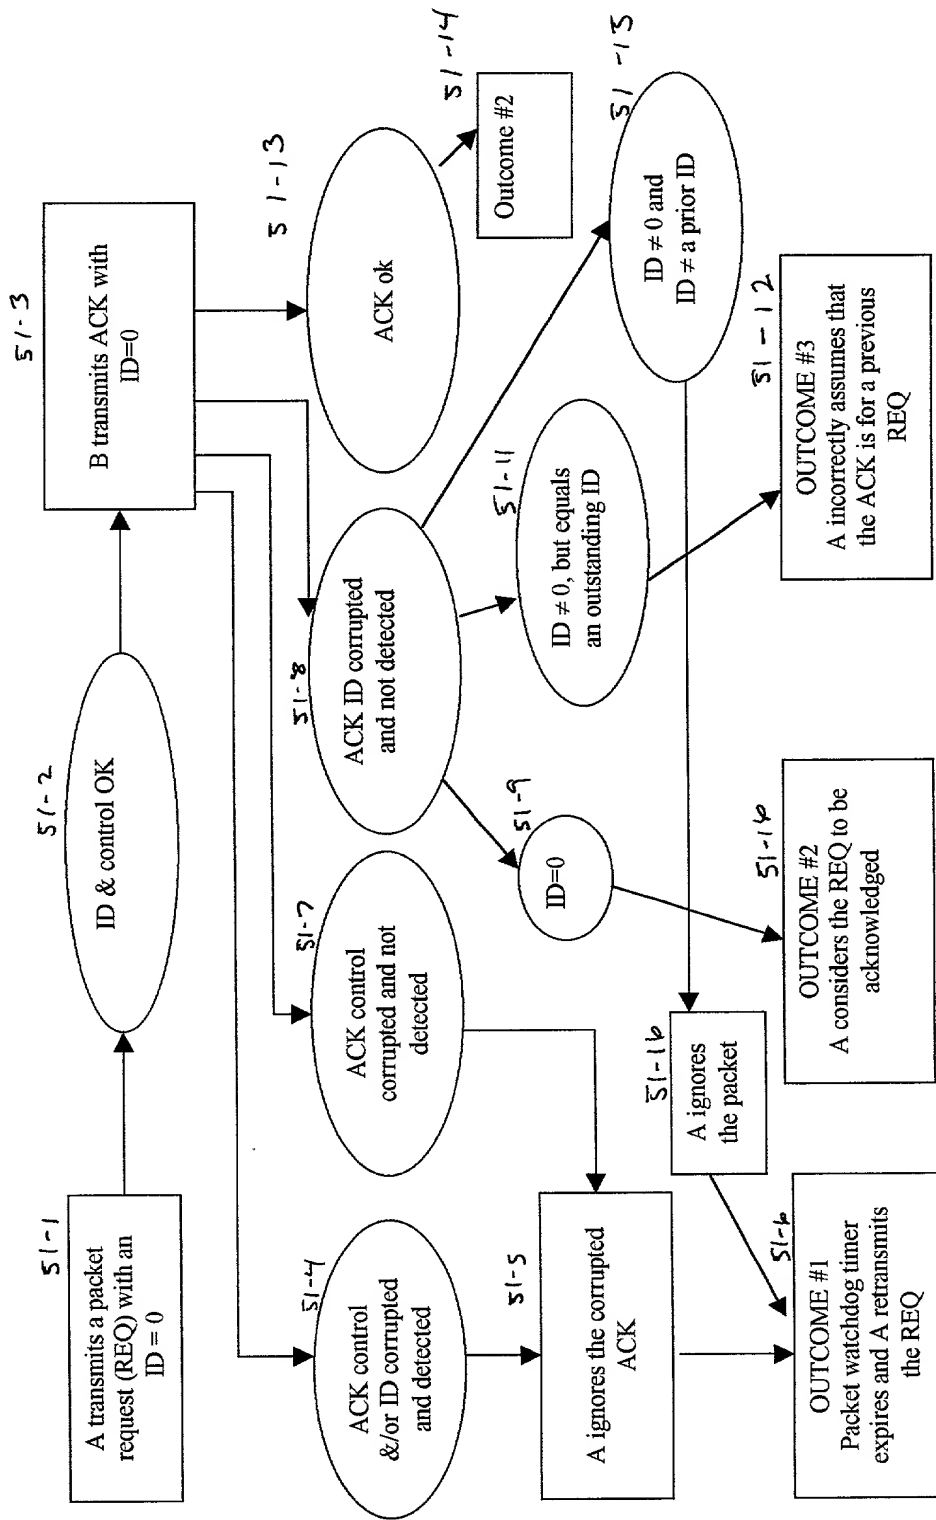 51-1
A transmits a packet
request (REQ) with an
ID = 0
51-2
ID & control OK
51-3
B transmits ACK with
ID=0
51-4
ACK control
&/or ID corrupted
and detected
51-7
ACK control
corrupted and not
detected
51-8
ACK ID corrupted
and not detected
51-13
ACK ok
51-5
A ignores the corrupted
ACK
51-9
ID=0
51-11
ID ≠ 0, but equals
an outstanding ID
51-14
Outcome #2
51-13
ID ≠ 0 and
ID ≠ a prior ID
51-16
A ignores
the packet
51-6
OUTCOME #1
Packet watchdog timer
expires and A retransmits
the REQ
51-16
OUTCOME #2
A considers the REQ to be
acknowledged
51-12
OUTCOME #3
A incorrectly assumes that
the ACK is for a previous
REQ